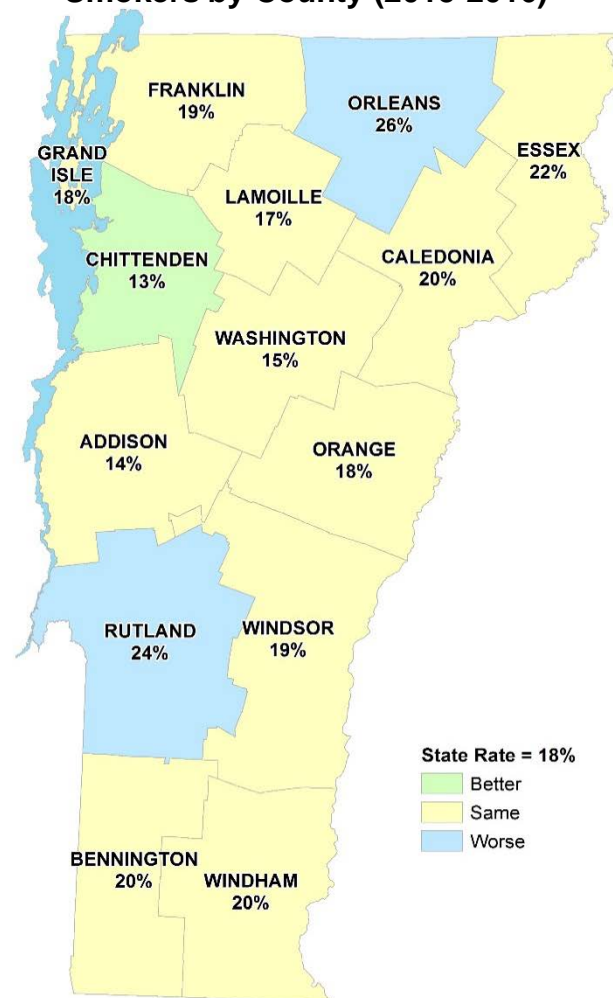 FRANKLIN
19%
ORLEANS
26%
ESSEX
22%
GRAND
ISLE
18%
LAMOILLE
17%
CHITTENDEN
13%
CALEDONIA
20%
WASHINGTON
15%
ADDISON
14%
ORANGE
18%
RUTLAND
24%
WINDSOR
19%
State Rate = 18%
Better
Same
Worse
BENNINGTON
20%
WINDHAM
20%